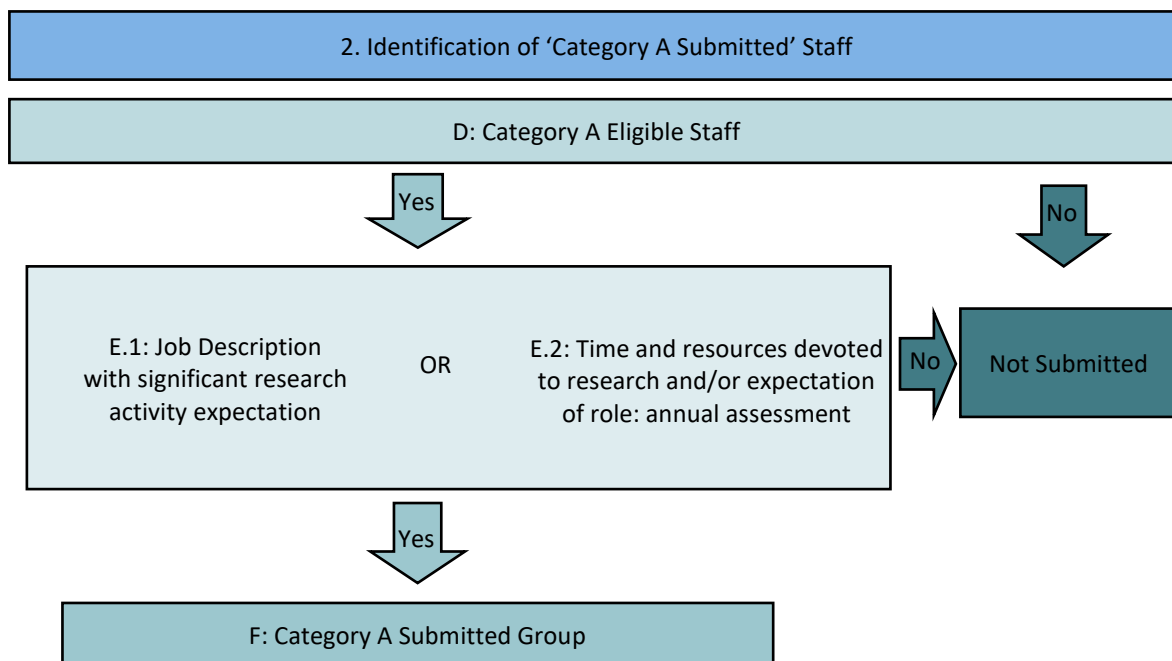 2. Identification of ‘Category A Submitted’ Staff
D: Category A Eligible Staff
Yes
No
E.1: Job Description
with significant research
activity expectation
OR
E.2: Time and resources devoted
to research and/or expectation
of role: annual assessment
No
Not Submitted
Yes
F: Category A Submitted Group